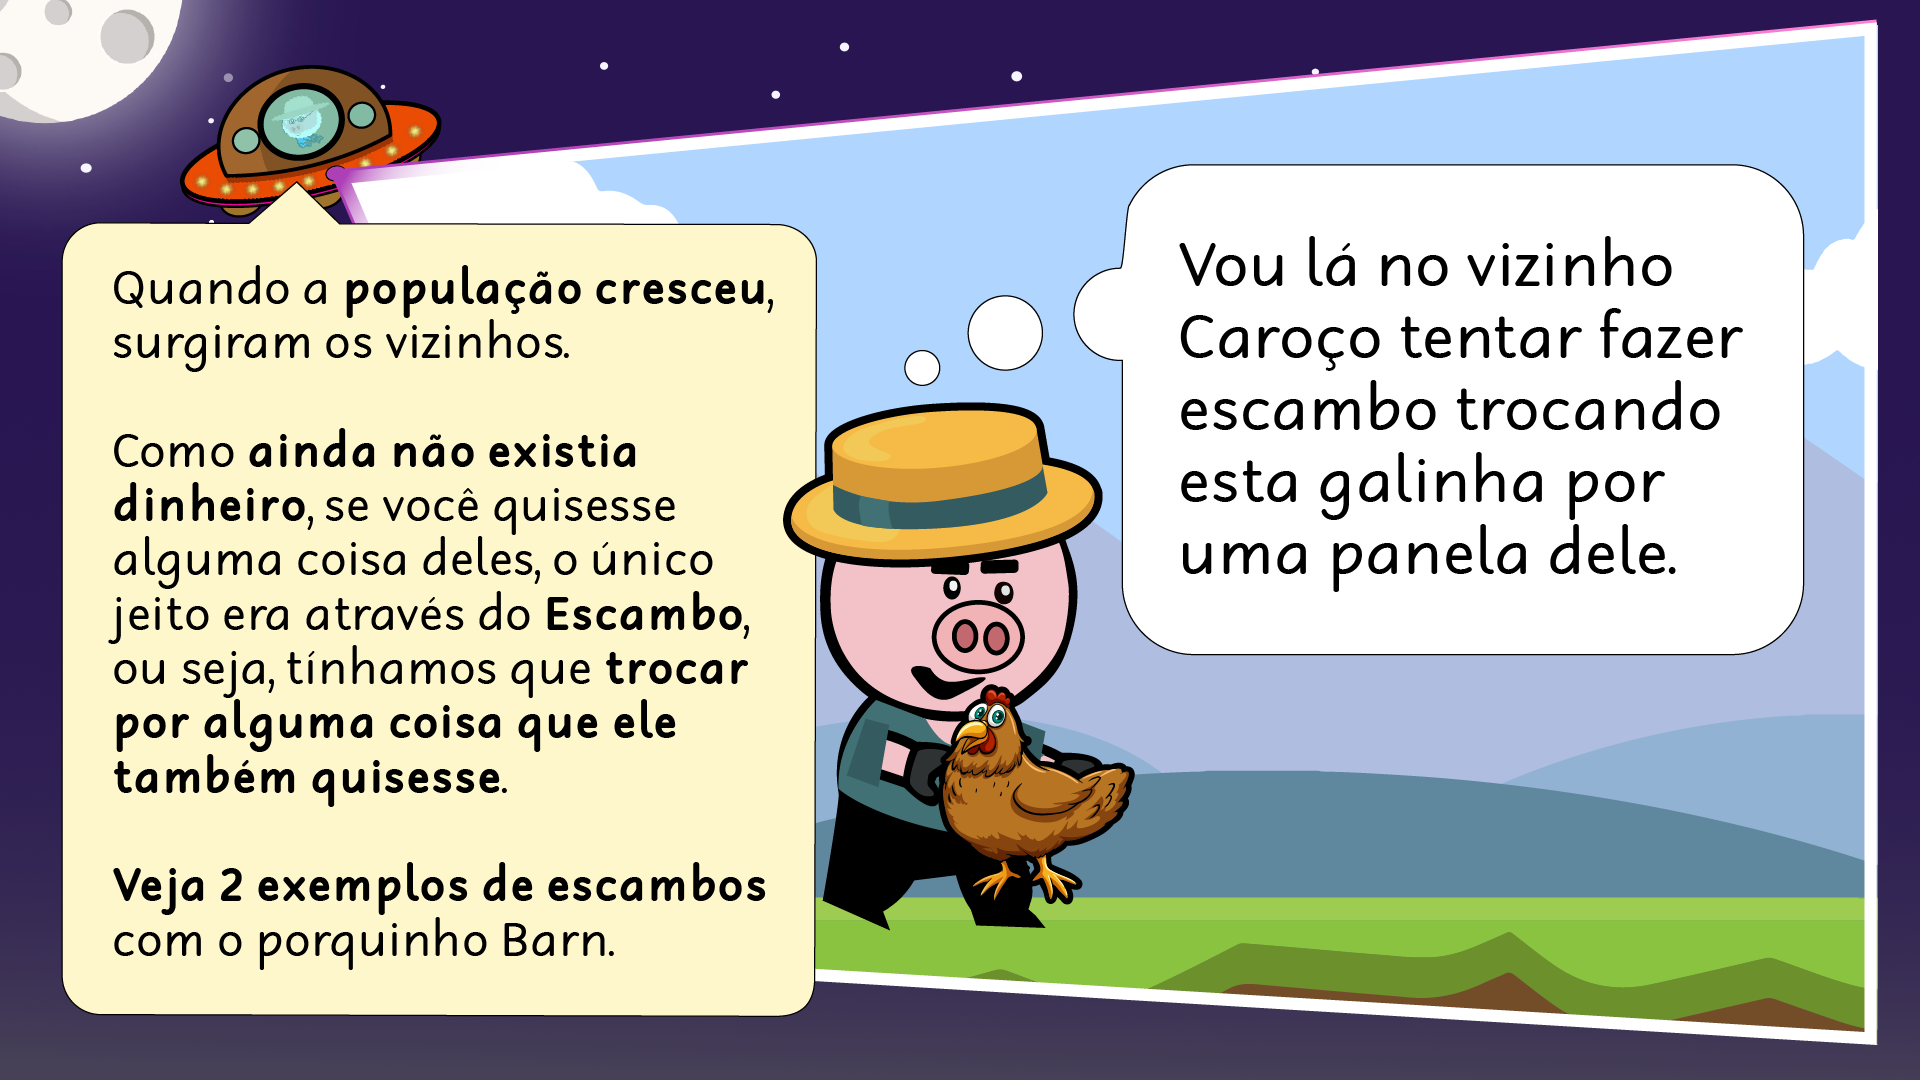 Quando a população cresceu,
surgiram os vizinhos.
Como ainda não existia
dinheiro, se você quisesse
alguma coisa deles, o único
jeito era através do Escambo,
ou seja, tínhamos que trocar
por alguma coisa que ele
também quisesse.
Veja 2 exemplos de escambos
com o porquinho Barn.
Vou lá no vizinho
Caroço tentar fazer
escambo trocando
esta galinha por
uma panela dele.